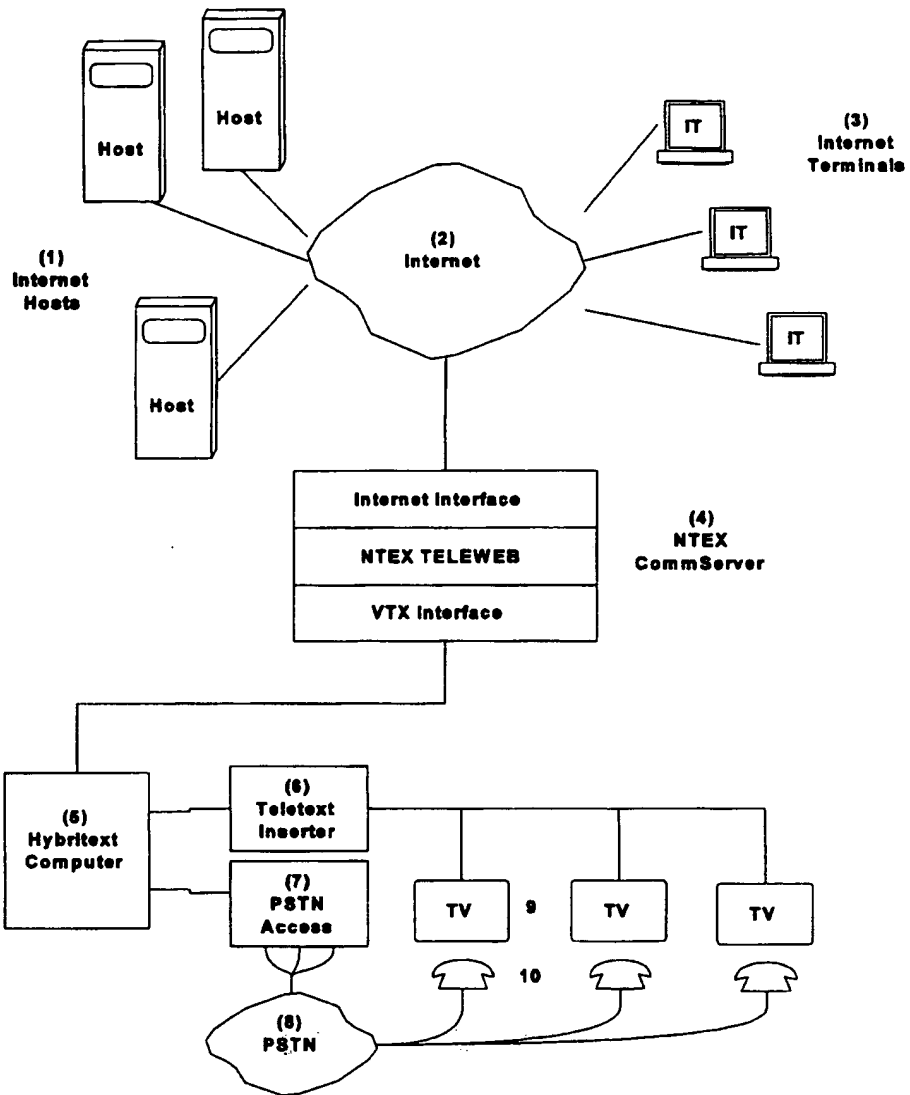 Host
Host
IT
(3)
Internet
Terminals
(2)
Internet
IT
(1)
Internet
Hosts
IT
Host
Internet Interface
NTEX TELEWEB
VTX Interface
(4)
NTEX
CommServer
(5)
Hybritext
Computer
(6)
Teletext
Inserter
(7)
PSTN
Access
TV
9
TV
TV
10
(8)
PSTN